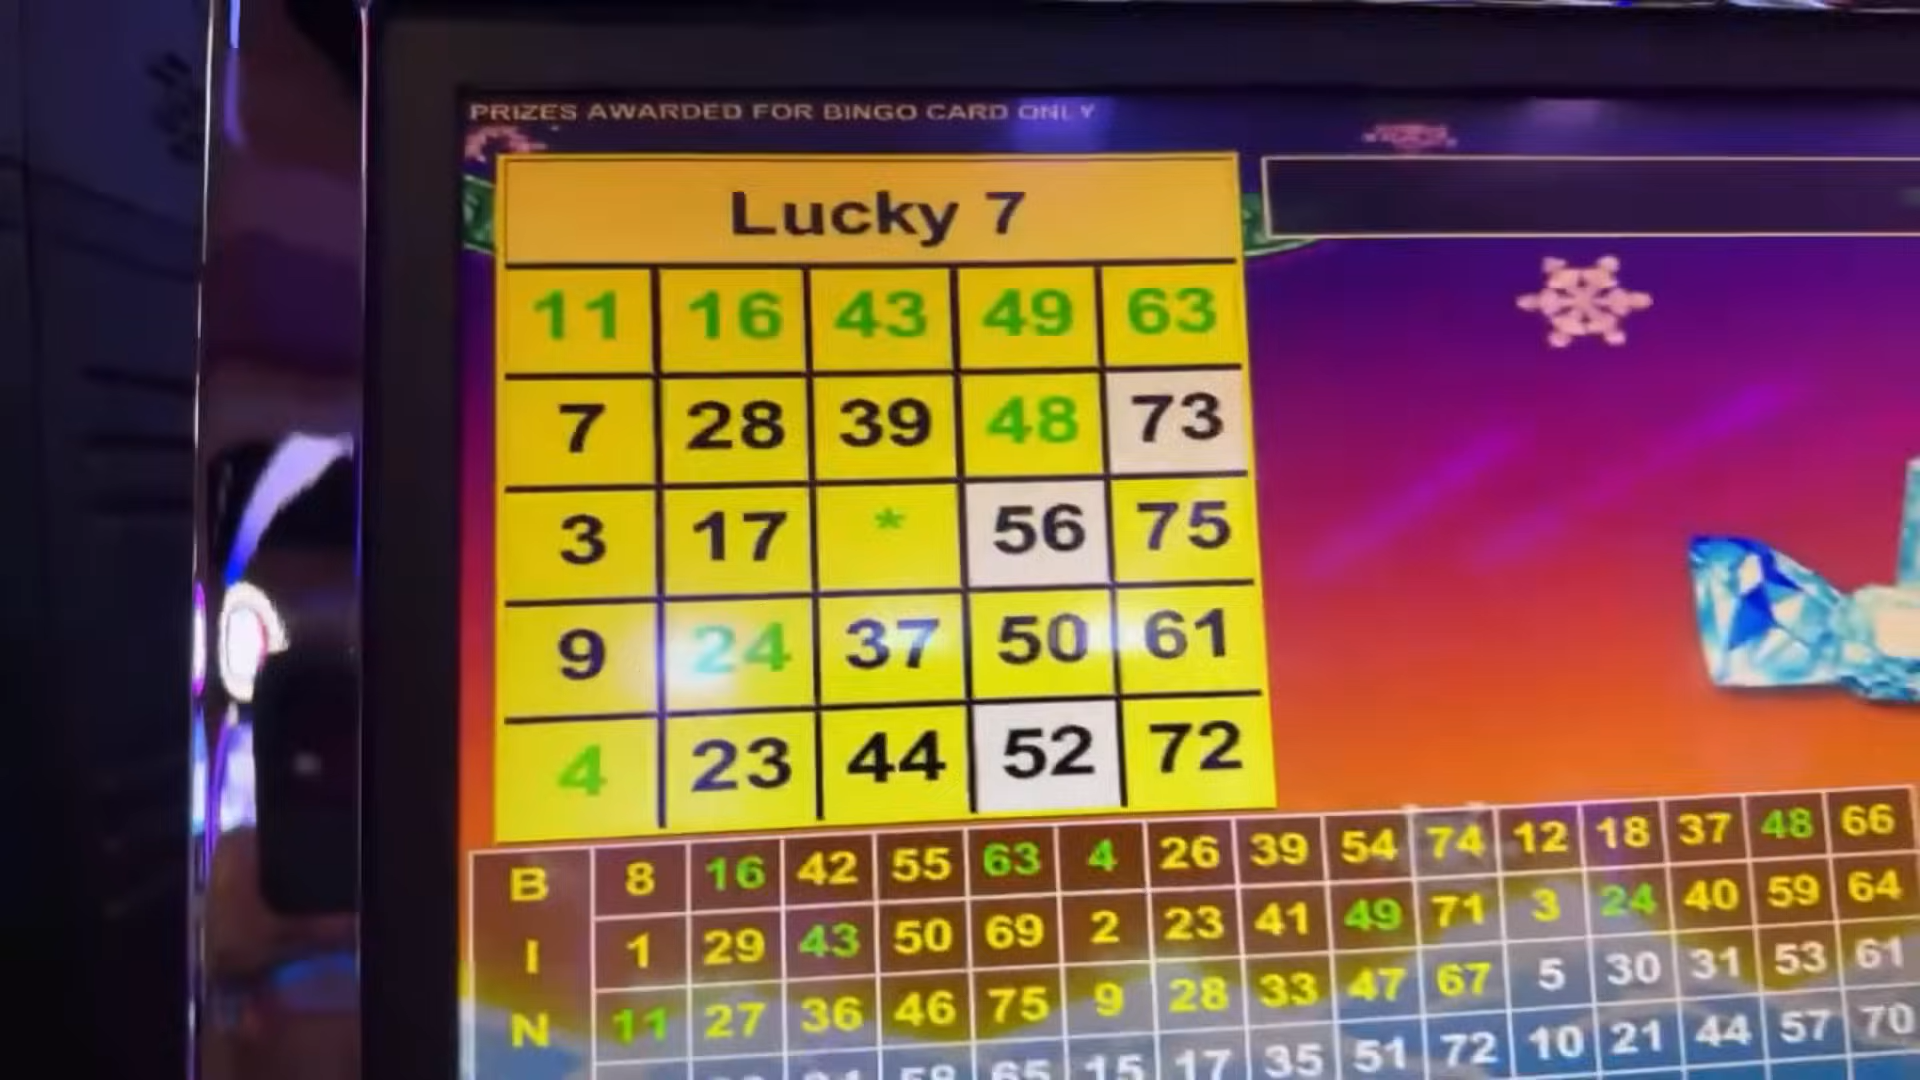 PRIZES AWARDED FOR BINGO CARD ONLY
Lucky 7
11 16 43 49 63
7 28 39 48 73
3 17 * 56 75
9 24 37 50 61
4 23 44 52 72
B 8 16 42 55 63 4 26 39 54 74 12 18 37 48 66
I 1 29 43 50 69 2 23 41 49 71 3 24 40 59 64
N 11 27 36 46 75 9 28 33 47 67 5 30 31 53 61
58 65 15 17 35 51 72 10 21 44 57 70